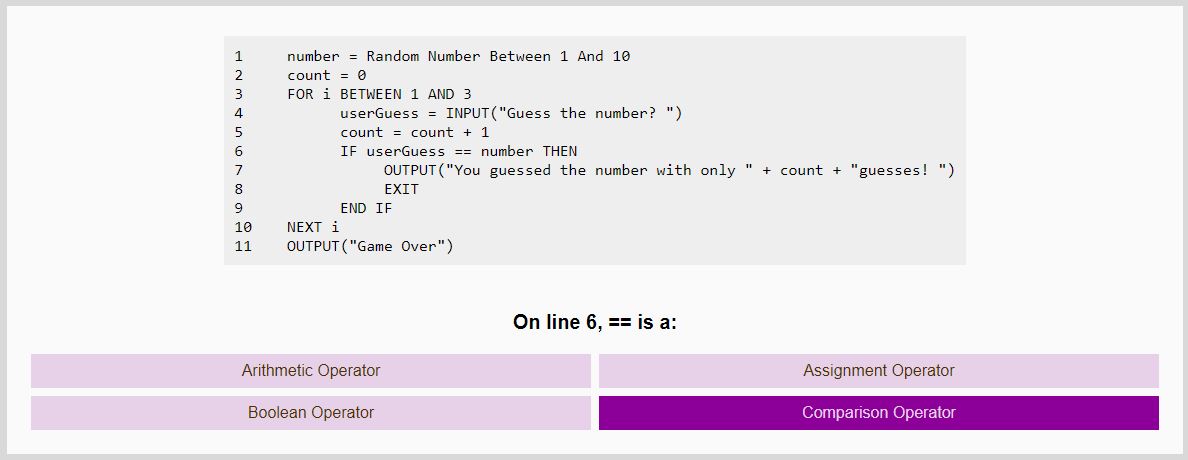 1 number = Random Number Between 1 And 10
2 count = 0
3 FOR i BETWEEN 1 AND 3
4 userGuess = INPUT("Guess the number? ")
5 count = count + 1
6 IF userGuess == number THEN
7 OUTPUT("You guessed the number with only " + count + "guesses! ")
8 EXIT
9 END IF
10 NEXT i
11 OUTPUT("Game Over")
On line 6, == is a:
Arithmetic Operator
Assignment Operator
Boolean Operator
Comparison Operator